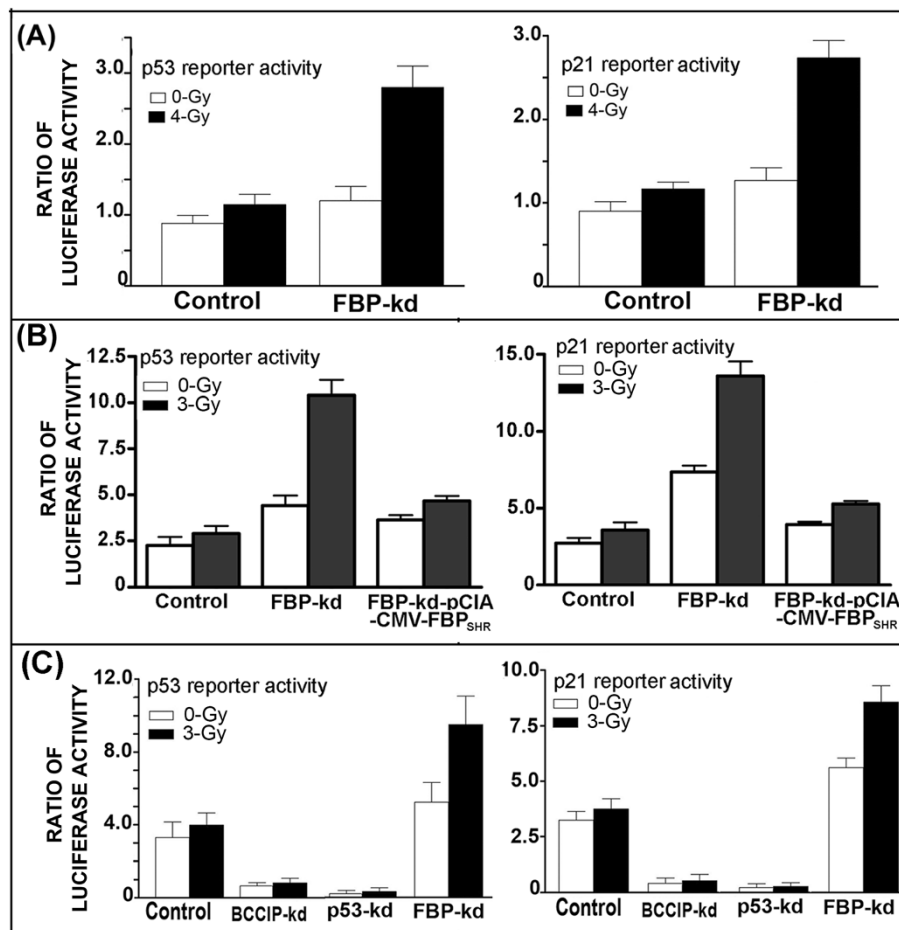 (A)
RATIO OF
LUCIFERASE ACTIVITY
p53 reporter activity
0-Gy
4-Gy
3.0
2.0
1.0
0
Control
FBP-kd
p21 reporter activity
0-Gy
4-Gy
3.0
2.0
1.0
0
Control
FBP-kd
(B)
RATIO OF
LUCIFERASE ACTIVITY
p53 reporter activity
0-Gy
3-Gy
12.5
10.0
7.5
5.0
2.5
0
Control
FBP-kd
FBP-kd-pCIA
-CMV-FBPSHR
p21 reporter activity
0-Gy
3-Gy
15.0
10.0
5.0
0
Control
FBP-kd
FBP-kd-pCIA
-CMV-FBPSHR
(C)
RATIO OF
LUCIFERASE ACTIVITY
p53 reporter activity
0-Gy
3-Gy
12.0
8.0
4.0
0
Control
BCCIP-kd
p53-kd
FBP-kd
p21 reporter activity
0-Gy
3-Gy
10.0
7.5
5.0
2.5
0
Control
BCCIP-kd
p53-kd
FBP-kd